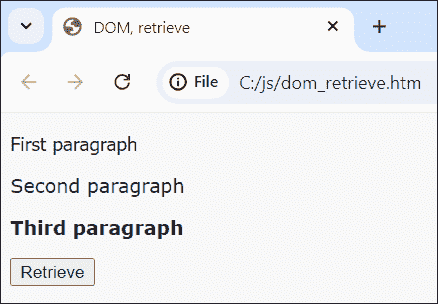 DOM, retrieve
File C:/js/dom_retrieve.htm
First paragraph
Second paragraph
Third paragraph
Retrieve